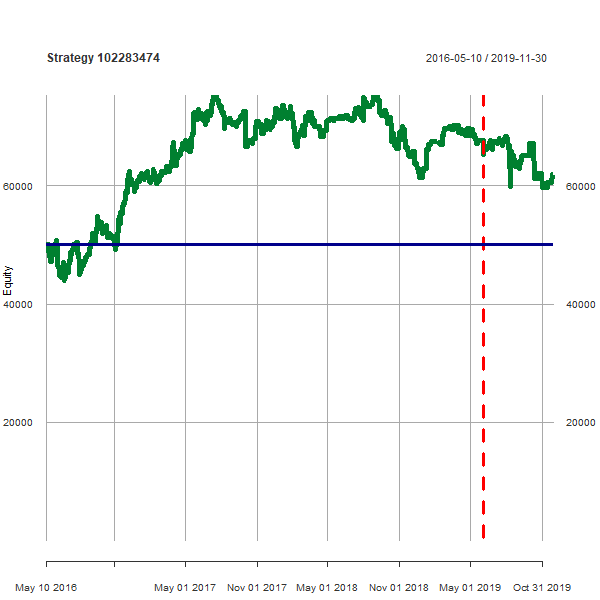 Strategy 102283474
2016-05-10 / 2019-11-30
60000
60000
Equity
40000
40000
20000
20000
May 10 2016
May 01 2017
Nov 01 2017
May 01 2018
Nov 01 2018
May 01 2019
Oct 31 2019